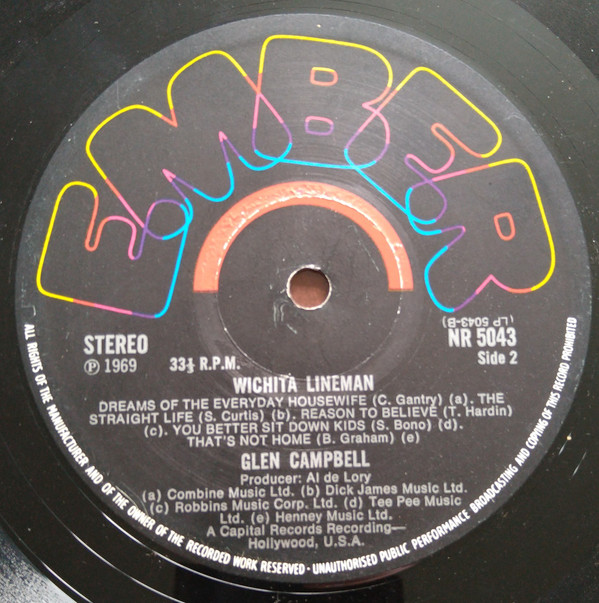 EMBER
(LP 5043-B)
STEREO
NR 5043
℗ 1969
33⅓ R.P.M.
Side 2
WICHITA LINEMAN
DREAMS OF THE EVERYDAY HOUSEWIFE (C. Gantry) (a). THE
STRAIGHT LIFE (S. Curtis) (b). REASON TO BELIEVE (T. Hardin)
(c). YOU BETTER SIT DOWN KIDS (S. Bono) (d).
THAT'S NOT HOME (B. Graham) (e)
GLEN CAMPBELL
Producer: Al de Lory
(a) Combine Music Ltd. (b) Dick James Music Ltd.
(c) Robbins Music Corp. Ltd. (d) Tee Pee Music
Ltd. (e) Henney Music Ltd.
A Capital Records Recording—
Hollywood, U.S.A.
ALL RIGHTS OF THE MANUFACTURER AND OF THE OWNER OF THE RECORDED WORK RESERVED · UNAUTHORISED PUBLIC PERFORMANCE BROADCASTING AND COPYING OF THIS RECORD PROHIBITED